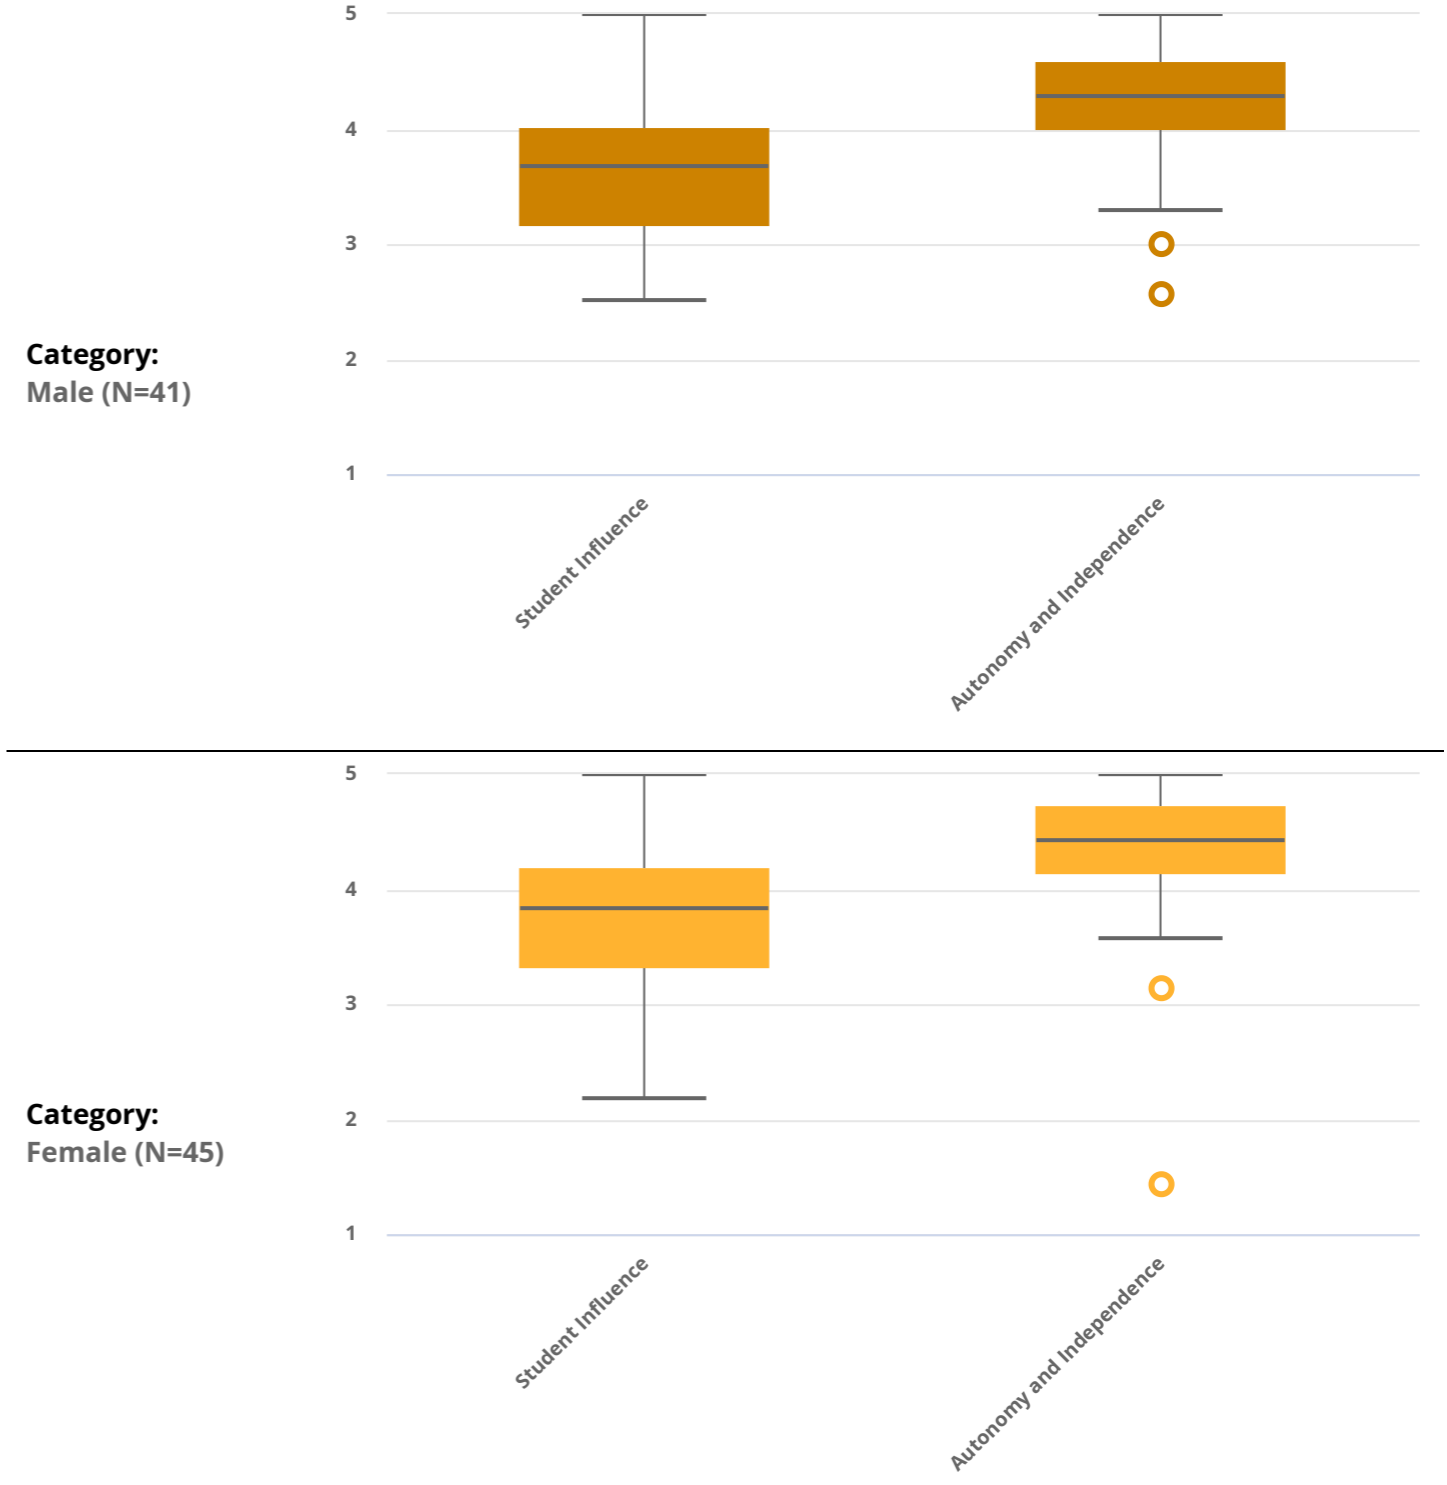 5
4
3
2
1
Category:
Male (N=41)
Student Influence
Autonomy and Independence
5
4
3
2
1
Category:
Female (N=45)
Student Influence
Autonomy and Independence